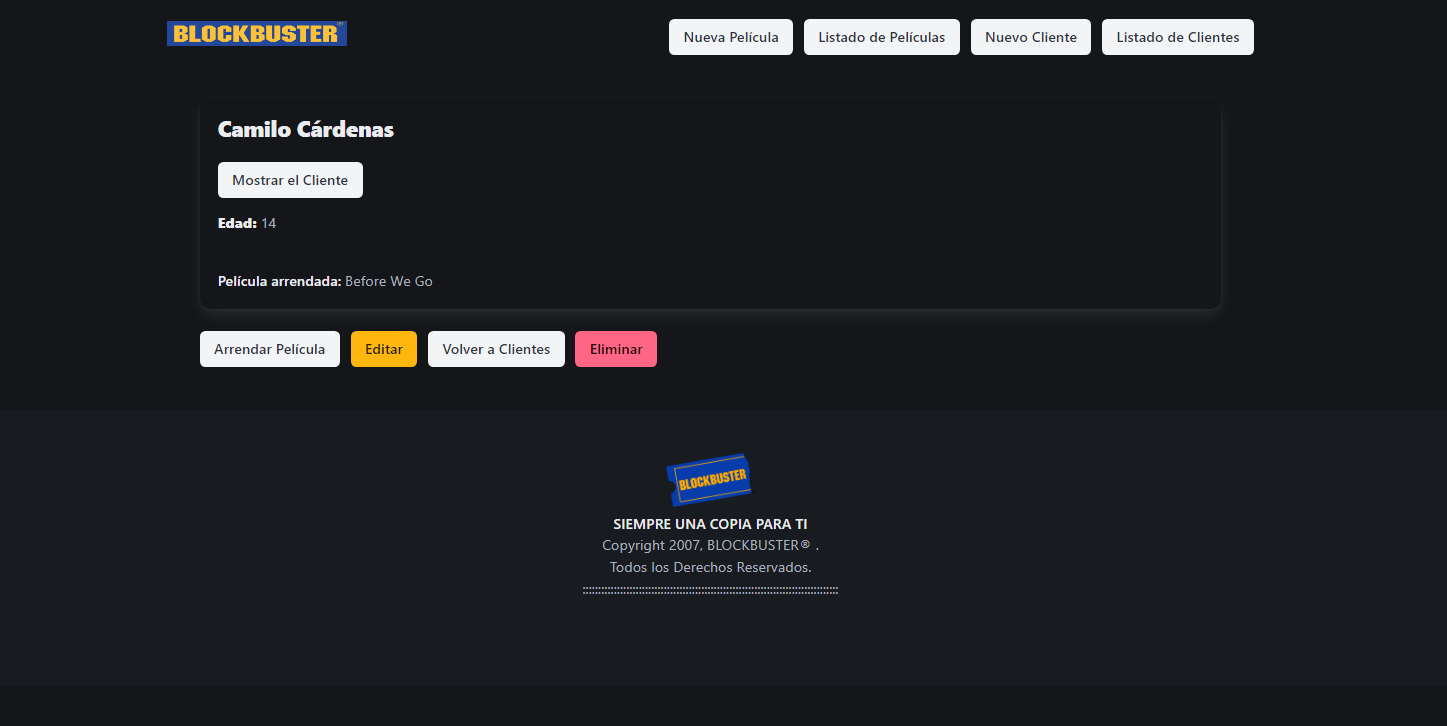 BLOCKBUSTER®
Nueva Película
Listado de Películas
Nuevo Cliente
Listado de Clientes
Camilo Cárdenas
Mostrar el Cliente
Edad: 14
Película arrendada: Before We Go
Arrendar Película
Editar
Volver a Clientes
Eliminar
BLOCKBUSTER
SIEMPRE UNA COPIA PARA TI
Copyright 2007, BLOCKBUSTER® .
Todos los Derechos Reservados.